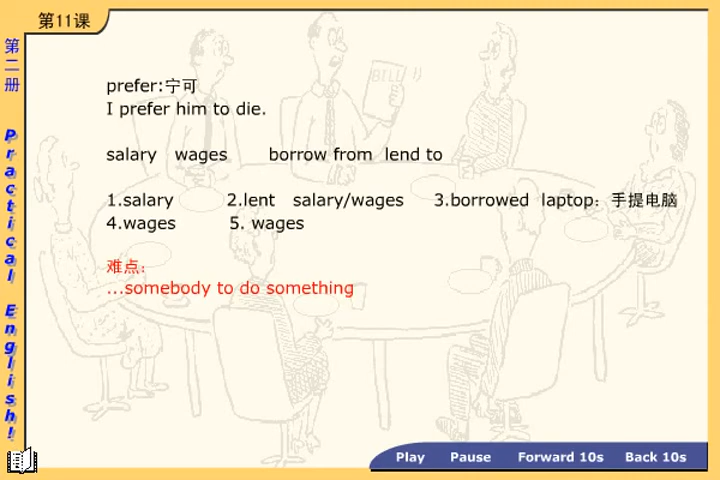 第11课
第二册
Practical English!
prefer:宁可
I prefer him to die.
salary wages borrow from lend to
1.salary 2.lent salary/wages 3.borrowed laptop: 手提电脑
4.wages 5. wages
难点:
...somebody to do something
BILL
Play Pause Forward 10s Back 10s